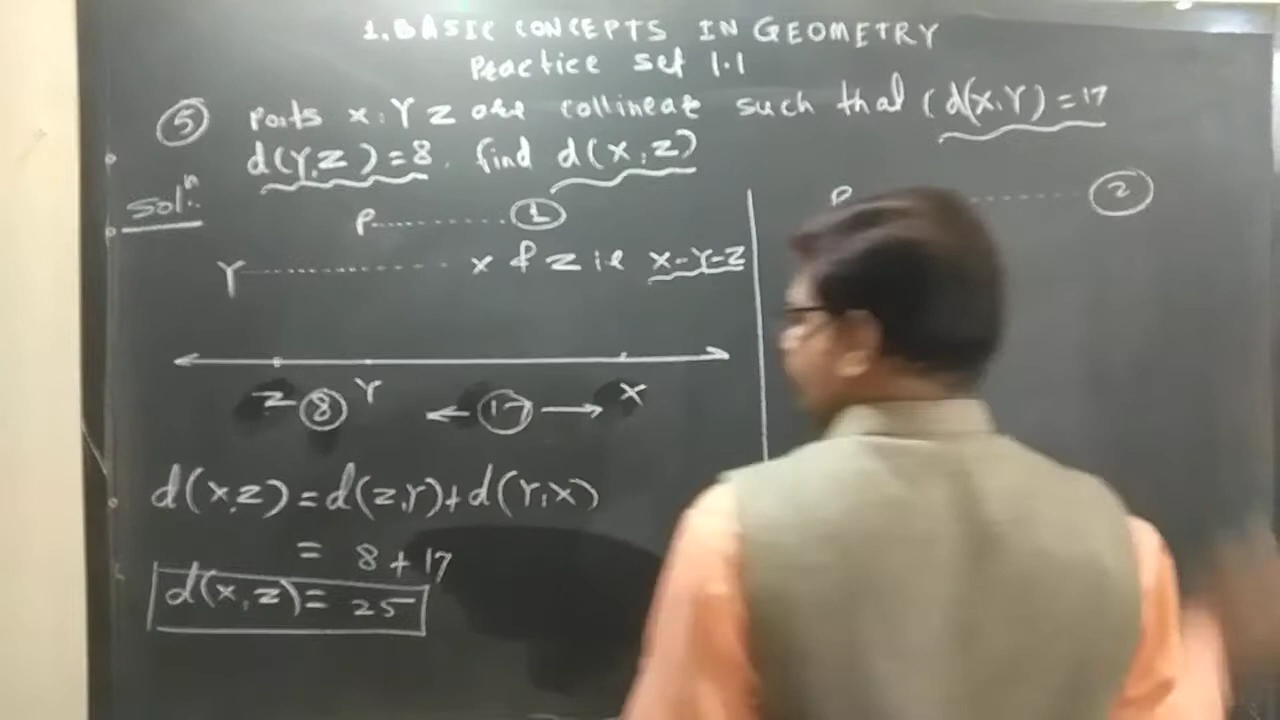 1. BASIC CONCEPTS IN GEOMETRY
Practice set 1.1
5 Points X, Y Z are collinear such that (d(X,Y)=17
d(Y,Z)=8. find d(X,Z)
solⁿ:
P.......... 1
Y.......... X & Z i.e X-Y-Z
Z 8 Y ← 17 → X
d(X,Z) = d(Z,Y) + d(Y,X)
= 8 + 17
d(X,Z) = 25
P ....... 2